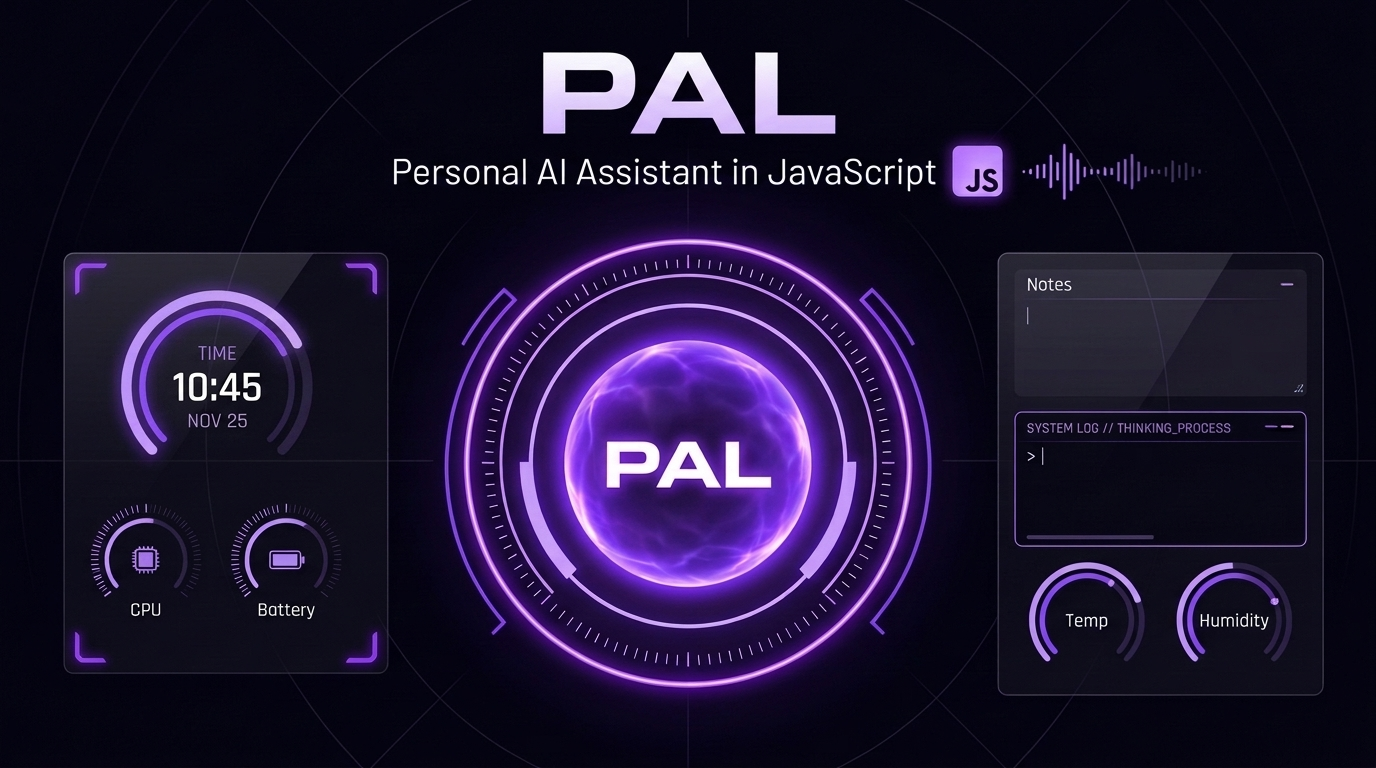 PAL
Personal AI Assistant in JavaScript JS
TIME
10:45
NOV 25
CPU
Battery
PAL
Notes
SYSTEM LOG // THINKING_PROCESS
>
Temp
Humidity